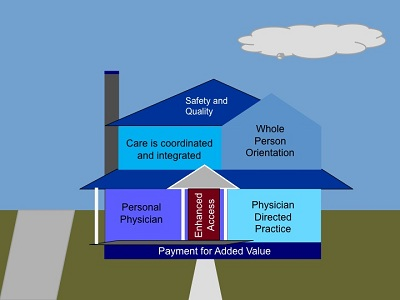 Safety and
Quality
Care is coordinated
and integrated
Whole
Person
Orientation
Personal
Physician
Enhanced
Access
Physician
Directed
Practice
Payment for Added Value